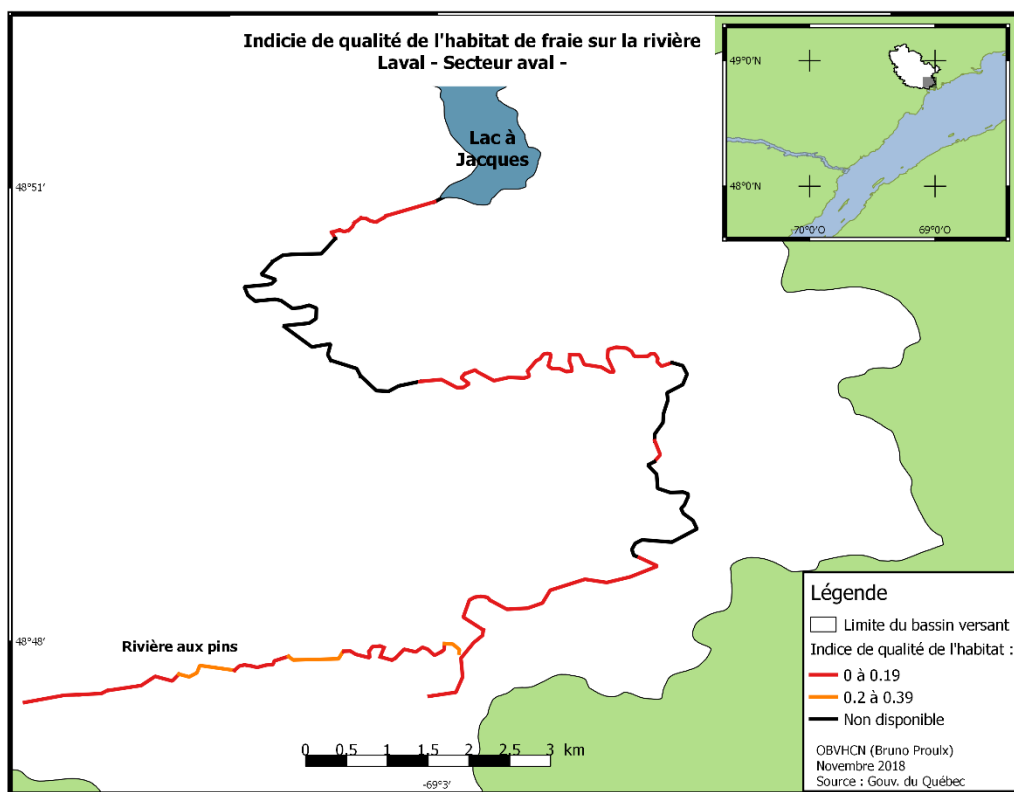 Indicie de qualité de l'habitat de fraie sur la rivière
Laval - Secteur aval -
49°0'N
48°0'N
70°0'O
69°0'O
Lac à
Jacques
48°51'
48°48'
Rivière aux pins
0 0.5 1 1.5 2 2.5 3 km
-69°3'
Légende
Limite du bassin versant
Indice de qualité de l'habitat :
0 à 0.19
0.2 à 0.39
Non disponible
OBVHCN (Bruno Proulx)
Novembre 2018
Source : Gouv. du Québec